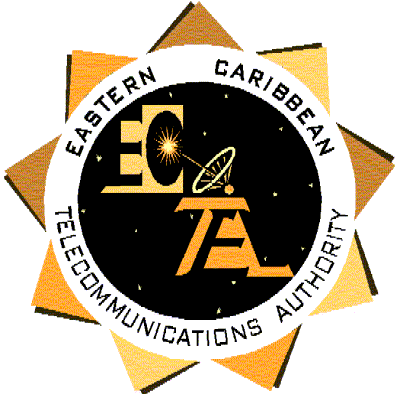 EASTERN CARIBBEAN
TELECOMMUNICATIONS AUTHORITY
EC
TEL